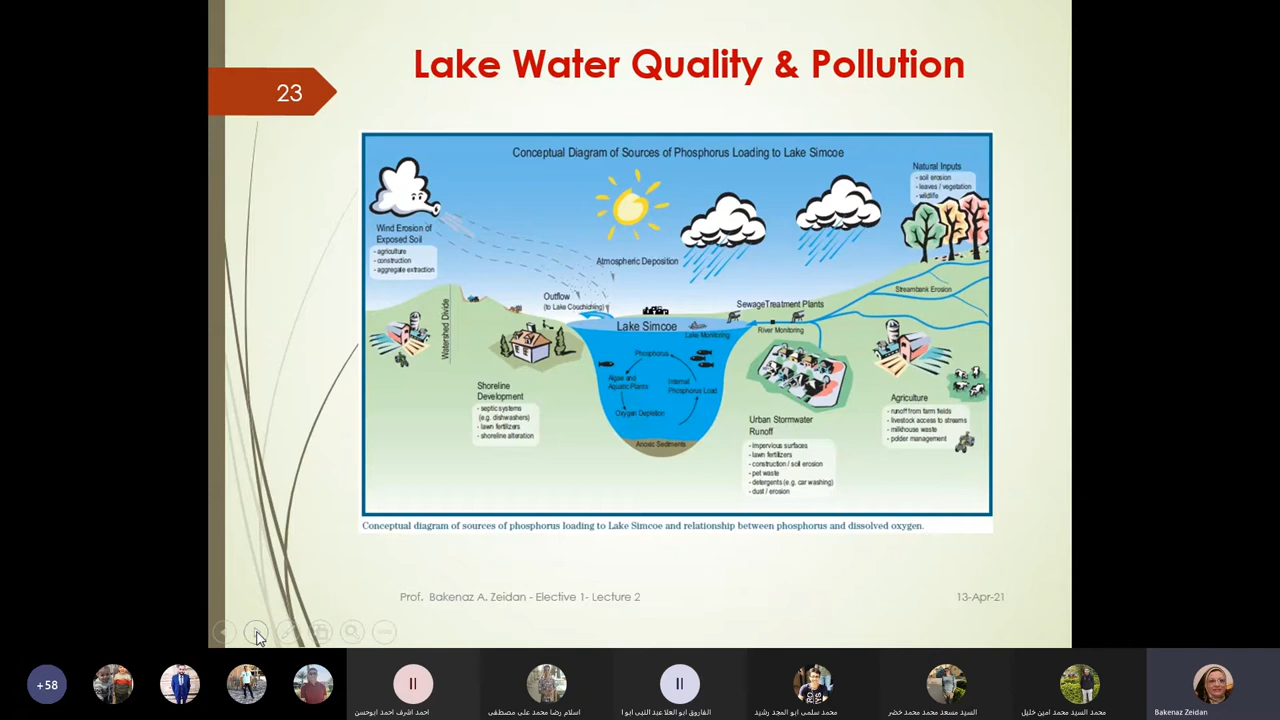 Lake Water Quality & Pollution
23
Conceptual Diagram of Sources of Phosphorus Loading to Lake Simcoe
Natural Inputs
- soil erosion
- leaves / vegetation
- wildlife
Wind Erosion of
Exposed Soil
- agriculture
- construction
- aggregate extraction
Atmospheric Deposition
Streambank Erosion
Outflow
(to Lake Couchiching)
Sewage Treatment Plants
Watershed Divide
Lake Simcoe
Lake Monitoring
River Monitoring
Phosphorus
Algae and
Aquatic Plants
Internal
Phosphorus Load
Oxygen Depletion
Anoxic Sediments
Shoreline
Development
- septic systems
(e.g. dishwashers)
- lawn fertilizers
- shoreline alteration
Urban Stormwater
Runoff
- impervious surfaces
- lawn fertilizers
- construction / soil erosion
- pet waste
- detergents (e.g. car washing)
- dust / erosion
Agriculture
- runoff from farm fields
- livestock access to streams
- milkhouse waste
- polder management
Conceptual diagram of sources of phosphorus loading to Lake Simcoe and relationship between phosphorus and dissolved oxygen.
Prof. Bakenaz A. Zeidan - Elective 1- Lecture 2
13-Apr-21
+58
احمد اشرف احمد ابوحسن
اسلام رضا محمد على مصطفى
الفاروق ابو العلا عبد النبى ابو ا
محمد سلمى ابو المجد رشيد
السيد مسعد محمد محمد خضر
محمد السيد محمد امين خليل
Bakenaz Zeidan